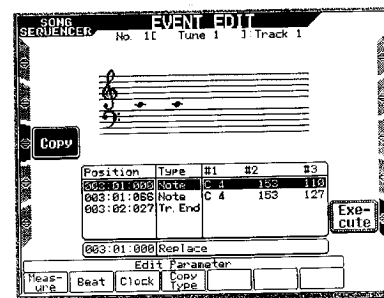 SONG SEQUENCER
EVENT EDIT
No. 1[ Tune 1 ]:Track 1
Copy
Position Type #1 #2 #3
003:01:000 Note C 4 153 110
003:01:066 Note C 4 153 127
003:02:027 Tr.End
Exe-cute
003:01:000 Replace
Edit Parameter
Meas-ure Beat Clock Copy Type